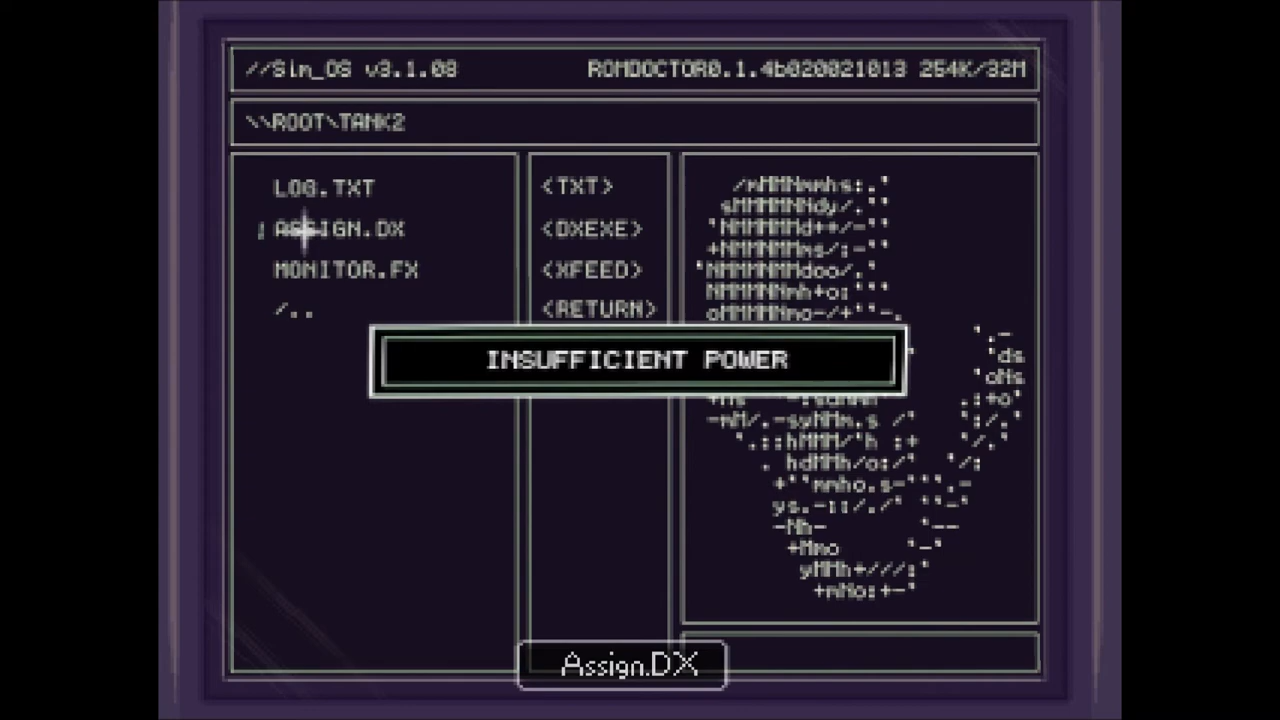 //Sin_OS v3.1.08
ROMDOCTOR0.1.4b020021013 254K/32M
\\ROOT\TANK2
LOG.TXT <TXT>
ASSIGN.DX <DXEXE>
MONITOR.FX <XFEED>
/.. <RETURN>
INSUFFICIENT POWER
Assign.DX